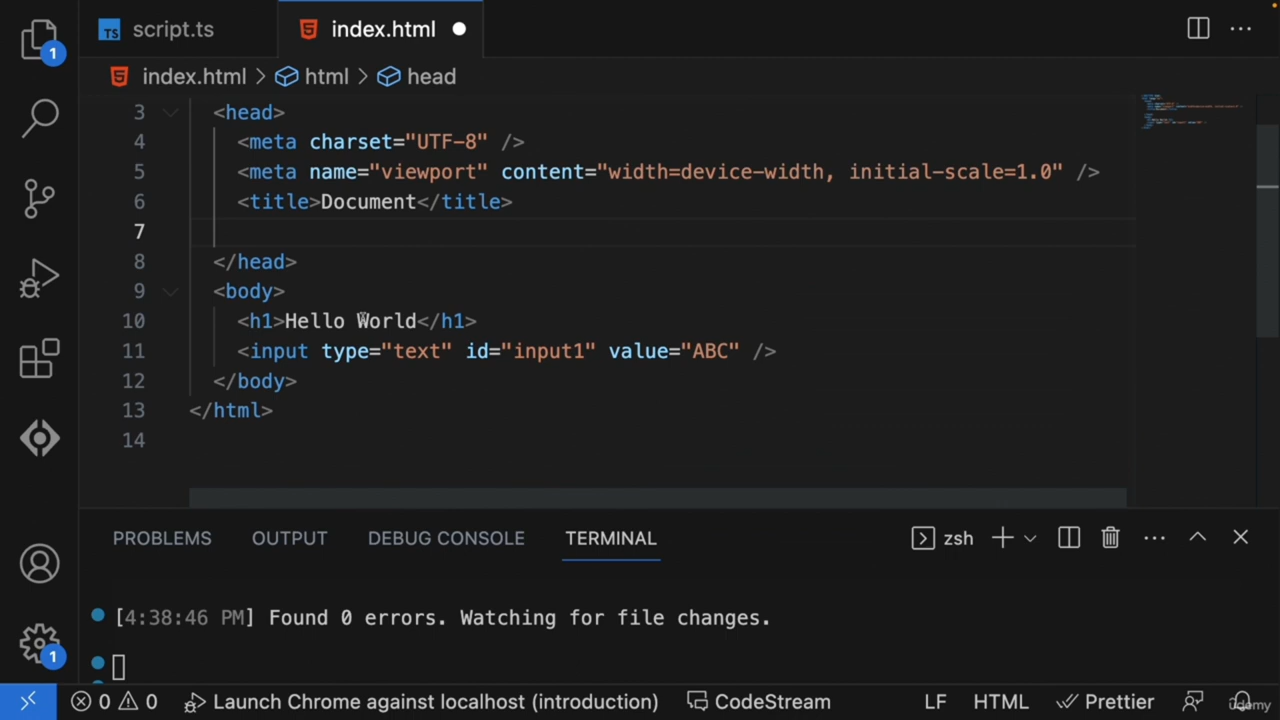 1
TS script.ts
index.html
index.html > html > head
3 <head>
4 <meta charset="UTF-8" />
5 <meta name="viewport" content="width=device-width, initial-scale=1.0" />
6 <title>Document</title>
7
8 </head>
9 <body>
10 <h1>Hello World</h1>
11 <input type="text" id="input1" value="ABC" />
12 </body>
13 </html>
14
PROBLEMS OUTPUT DEBUG CONSOLE TERMINAL zsh
[4:38:46 PM] Found 0 errors. Watching for file changes.
1
0 0 Launch Chrome against localhost (introduction) CodeStream LF HTML Prettier
udemy